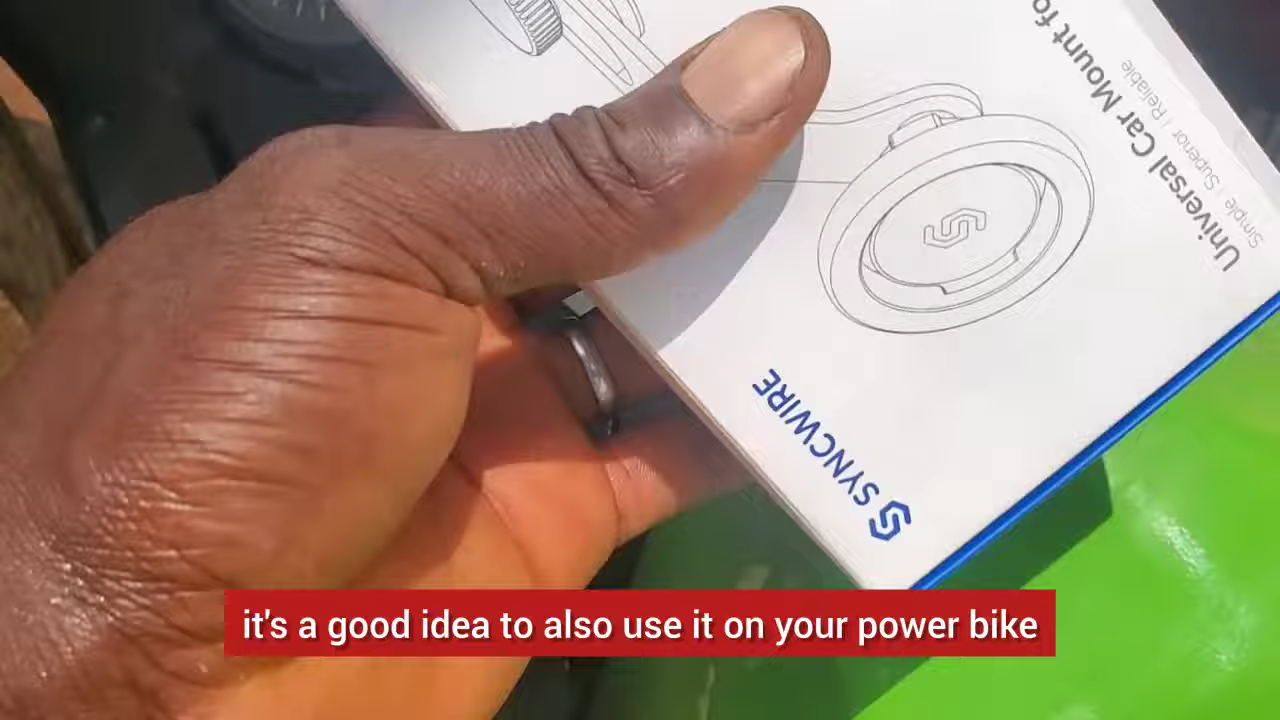 Universal Car Mount fo
Simple | Superior | Reliable
SYNCWIRE
it's a good idea to also use it on your power bike